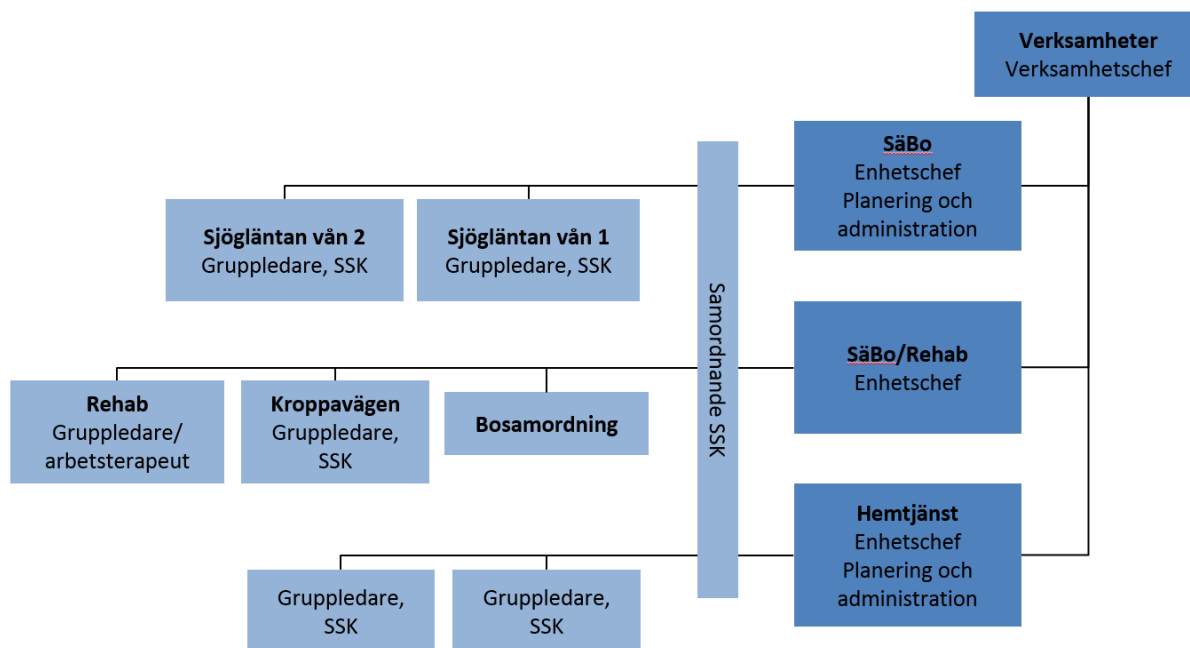 Verksamheter
Verksamhetschef
SäBo
Enhetschef
Planering och
administration
Sjögläntan vån 2
Gruppledare, SSK
Sjögläntan vån 1
Gruppledare, SSK
Samordnande SSK
SäBo/Rehab
Enhetschef
Rehab
Gruppledare/
arbetsterapeut
Kroppavägen
Gruppledare,
SSK
Bosamordning
Hemtjänst
Enhetschef
Planering och
administration
Gruppledare,
SSK
Gruppledare,
SSK